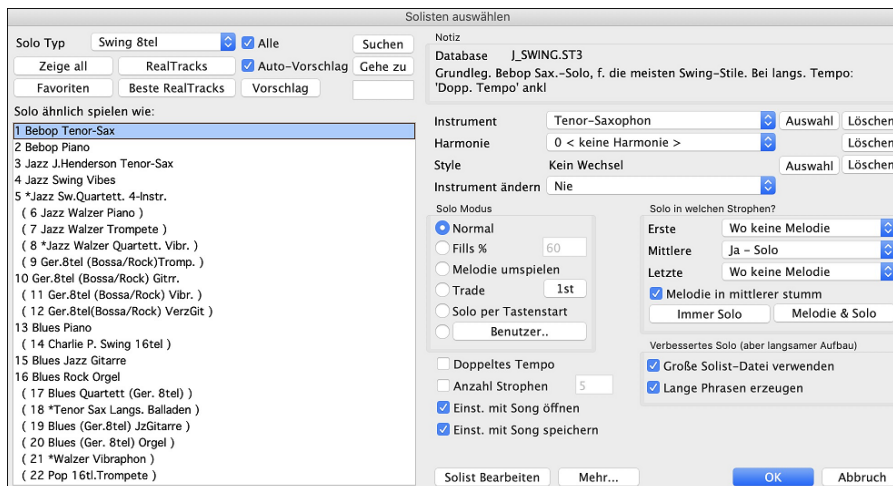 Solisten auswählen
Solo Typ Swing 8tel Alle Suchen
Zeige all RealTracks Auto-Vorschlag Gehe zu
Favoriten Beste RealTracks Vorschlag
Solo ähnlich spielen wie:
1 Bebop Tenor-Sax
2 Bebop Piano
3 Jazz J.Henderson Tenor-Sax
4 Jazz Swing Vibes
5 *Jazz Sw.Quartett. 4-Instr.
( 6 Jazz Walzer Piano )
( 7 Jazz Walzer Trompete )
( 8 *Jazz Walzer Quartett. Vibr. )
( 9 Ger.8tel (Bossa/Rock)Tromp. )
10 Ger.8tel (Bossa/Rock) Gitrr.
( 11 Ger.8tel (Bossa/Rock) Vibr. )
( 12 Ger.8tel(Bossa/Rock) VerzGit )
13 Blues Piano
( 14 Charlie P. Swing 16tel )
15 Blues Jazz Gitarre
16 Blues Rock Orgel
( 17 Blues Quartett (Ger. 8tel) )
( 18 *Tenor Sax Langs. Balladen )
( 19 Blues (Ger. 8tel) JzGitarre )
( 20 Blues (Ger. 8tel) Orgel )
( 21 *Walzer Vibraphon )
( 22 Pop 16tl.Trompete )
Notiz
Database J_SWING.ST3
Grundleg. Bebop Sax.-Solo, f. die meisten Swing-Stile. Bei langs. Tempo:
'Dopp. Tempo' ankl
Instrument Tenor-Saxophon Auswahl Löschen
Harmonie 0 < keine Harmonie > Löschen
Style Kein Wechsel Auswahl Löschen
Instrument ändern Nie
Solo Modus
Normal
Fills % 60
Melodie umspielen
Trade 1st
Solo per Tastenstart
Benutzer..
Doppeltes Tempo
Anzahl Strophen 5
Einst. mit Song öffnen
Einst. mit Song speichern
Solo in welchen Strophen?
Erste Wo keine Melodie
Mittlere Ja – Solo
Letzte Wo keine Melodie
Melodie in mittlerer stumm
Immer Solo Melodie & Solo
Verbessertes Solo (aber langsamer Aufbau)
Große Solist-Datei verwenden
Lange Phrasen erzeugen
Solist Bearbeiten Mehr... OK Abbruch